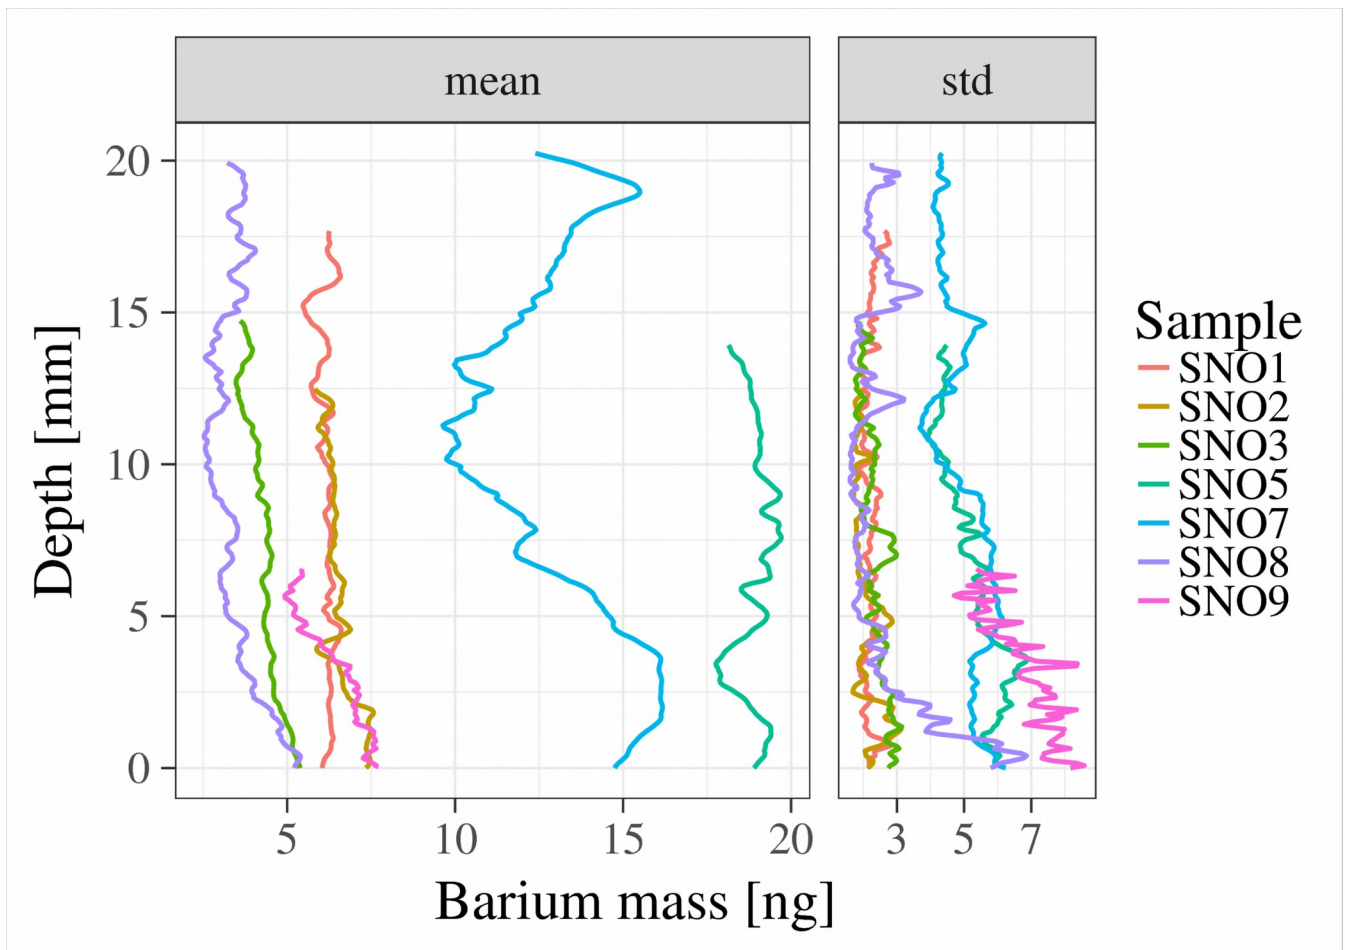 mean
std
20
15
10
5
0
Depth [mm]
5 10 15 20
3 5 7
Barium mass [ng]
Sample
SNO1
SNO2
SNO3
SNO5
SNO7
SNO8
SNO9